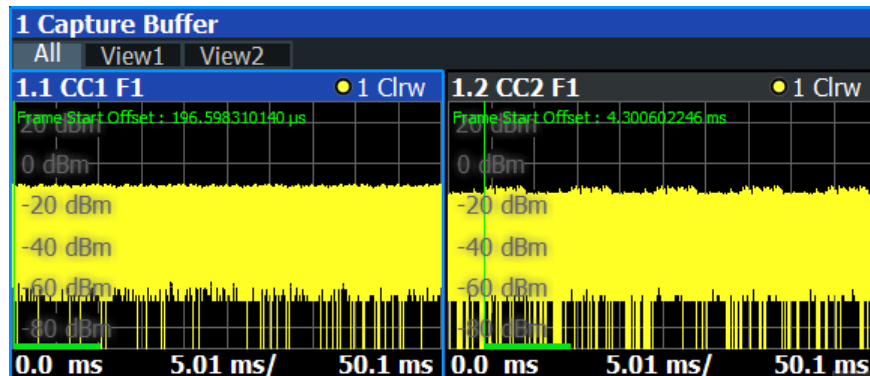 1 Capture Buffer
All View1 View2
1.1 CC1 F1 1 Clrw
Frame Start Offset : 196.598310140 µs
20 dBm
0 dBm
-20 dBm
-40 dBm
-60 dBm
-80 dBm
0.0 ms 5.01 ms/ 50.1 ms
1.2 CC2 F1 1 Clrw
Frame Start Offset : 4.300602246 ms
20 dBm
0 dBm
-20 dBm
-40 dBm
-60 dBm
-80 dBm
0.0 ms 5.01 ms/ 50.1 ms